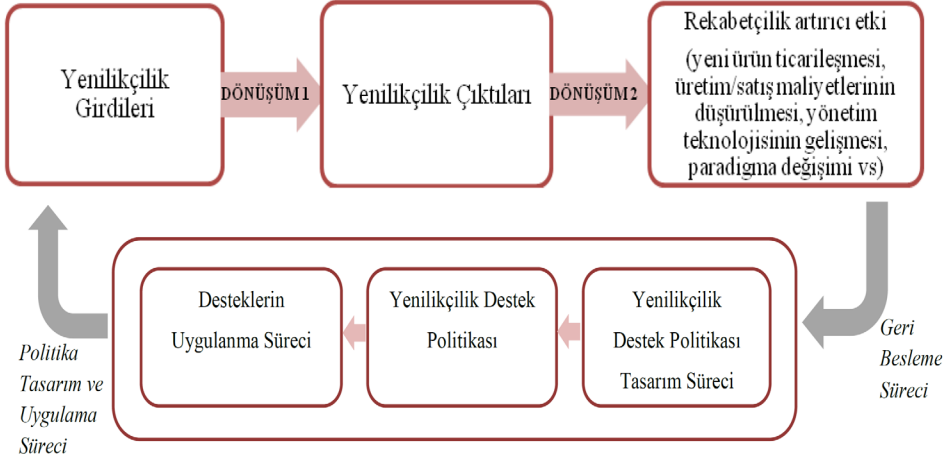 Yenilikçilik
Girdileri
DÖNÜŞÜM 1
Yenilikçilik Çıktıları
DÖNÜŞÜM 2
Rekabetçilik artırıcı etki
(yeni ürün ticarileşmesi,
üretim/satış maliyetlerinin
düşürülmesi, yönetim
teknolojisinin gelişmesi,
paradigma değişimi vs)
Desteklerin
Uygulanma Süreci
Yenilikçilik Destek
Politikası
Yenilikçilik
Destek Politikası
Tasarım Süreci
Geri
Besleme
Süreci
Politika
Tasarım ve
Uygulama
Süreci